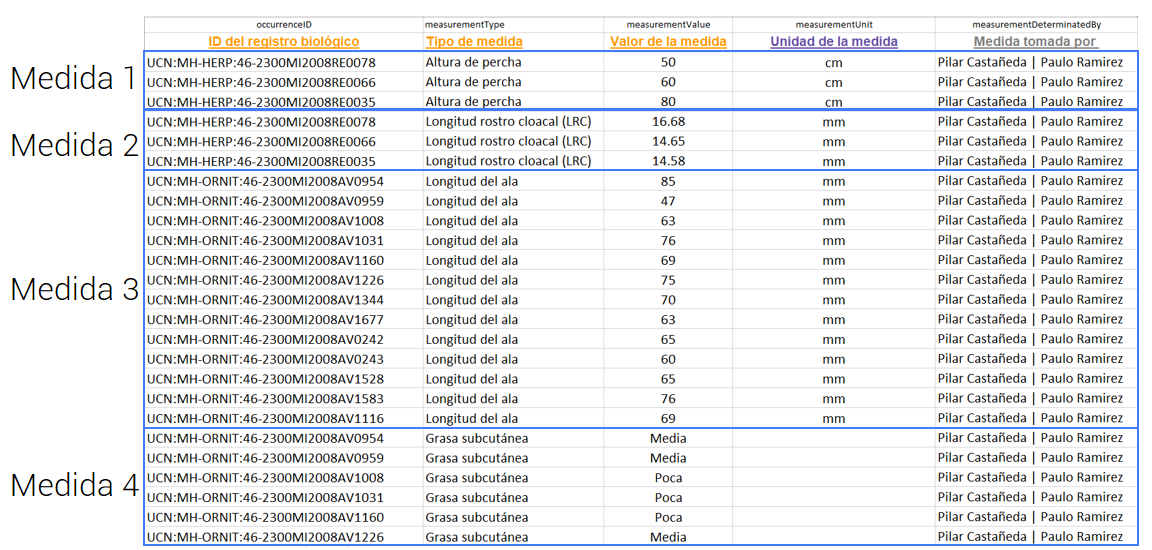 occurrenceID measurementType measurementValue measurementUnit measurementDeterminatedBy
ID del registro biológico Tipo de medida Valor de la medida Unidad de la medida Medida tomada por
Medida 1
UCN:MH-HERP:46-2300MI2008RE0078 Altura de percha 50 cm Pilar Castañeda | Paulo Ramirez
UCN:MH-HERP:46-2300MI2008RE0066 Altura de percha 60 cm Pilar Castañeda | Paulo Ramirez
UCN:MH-HERP:46-2300MI2008RE0035 Altura de percha 80 cm Pilar Castañeda | Paulo Ramirez
Medida 2
UCN:MH-HERP:46-2300MI2008RE0078 Longitud rostro cloacal (LRC) 16.68 mm Pilar Castañeda | Paulo Ramirez
UCN:MH-HERP:46-2300MI2008RE0066 Longitud rostro cloacal (LRC) 14.65 mm Pilar Castañeda | Paulo Ramirez
UCN:MH-HERP:46-2300MI2008RE0035 Longitud rostro cloacal (LRC) 14.58 mm Pilar Castañeda | Paulo Ramirez
Medida 3
UCN:MH-ORNIT:46-2300MI2008AV0954 Longitud del ala 85 mm Pilar Castañeda | Paulo Ramirez
UCN:MH-ORNIT:46-2300MI2008AV0959 Longitud del ala 47 mm Pilar Castañeda | Paulo Ramirez
UCN:MH-ORNIT:46-2300MI2008AV1008 Longitud del ala 63 mm Pilar Castañeda | Paulo Ramirez
UCN:MH-ORNIT:46-2300MI2008AV1031 Longitud del ala 76 mm Pilar Castañeda | Paulo Ramirez
UCN:MH-ORNIT:46-2300MI2008AV1160 Longitud del ala 69 mm Pilar Castañeda | Paulo Ramirez
UCN:MH-ORNIT:46-2300MI2008AV1226 Longitud del ala 75 mm Pilar Castañeda | Paulo Ramirez
UCN:MH-ORNIT:46-2300MI2008AV1344 Longitud del ala 70 mm Pilar Castañeda | Paulo Ramirez
UCN:MH-ORNIT:46-2300MI2008AV1677 Longitud del ala 63 mm Pilar Castañeda | Paulo Ramirez
UCN:MH-ORNIT:46-2300MI2008AV0242 Longitud del ala 65 mm Pilar Castañeda | Paulo Ramirez
UCN:MH-ORNIT:46-2300MI2008AV0243 Longitud del ala 60 mm Pilar Castañeda | Paulo Ramirez
UCN:MH-ORNIT:46-2300MI2008AV1528 Longitud del ala 65 mm Pilar Castañeda | Paulo Ramirez
UCN:MH-ORNIT:46-2300MI2008AV1583 Longitud del ala 76 mm Pilar Castañeda | Paulo Ramirez
UCN:MH-ORNIT:46-2300MI2008AV1116 Longitud del ala 69 mm Pilar Castañeda | Paulo Ramirez
Medida 4
UCN:MH-ORNIT:46-2300MI2008AV0954 Grasa subcutánea Media Pilar Castañeda | Paulo Ramirez
UCN:MH-ORNIT:46-2300MI2008AV0959 Grasa subcutánea Media Pilar Castañeda | Paulo Ramirez
UCN:MH-ORNIT:46-2300MI2008AV1008 Grasa subcutánea Poca Pilar Castañeda | Paulo Ramirez
UCN:MH-ORNIT:46-2300MI2008AV1031 Grasa subcutánea Poca Pilar Castañeda | Paulo Ramirez
UCN:MH-ORNIT:46-2300MI2008AV1160 Grasa subcutánea Poca Pilar Castañeda | Paulo Ramirez
UCN:MH-ORNIT:46-2300MI2008AV1226 Grasa subcutánea Media Pilar Castañeda | Paulo Ramirez